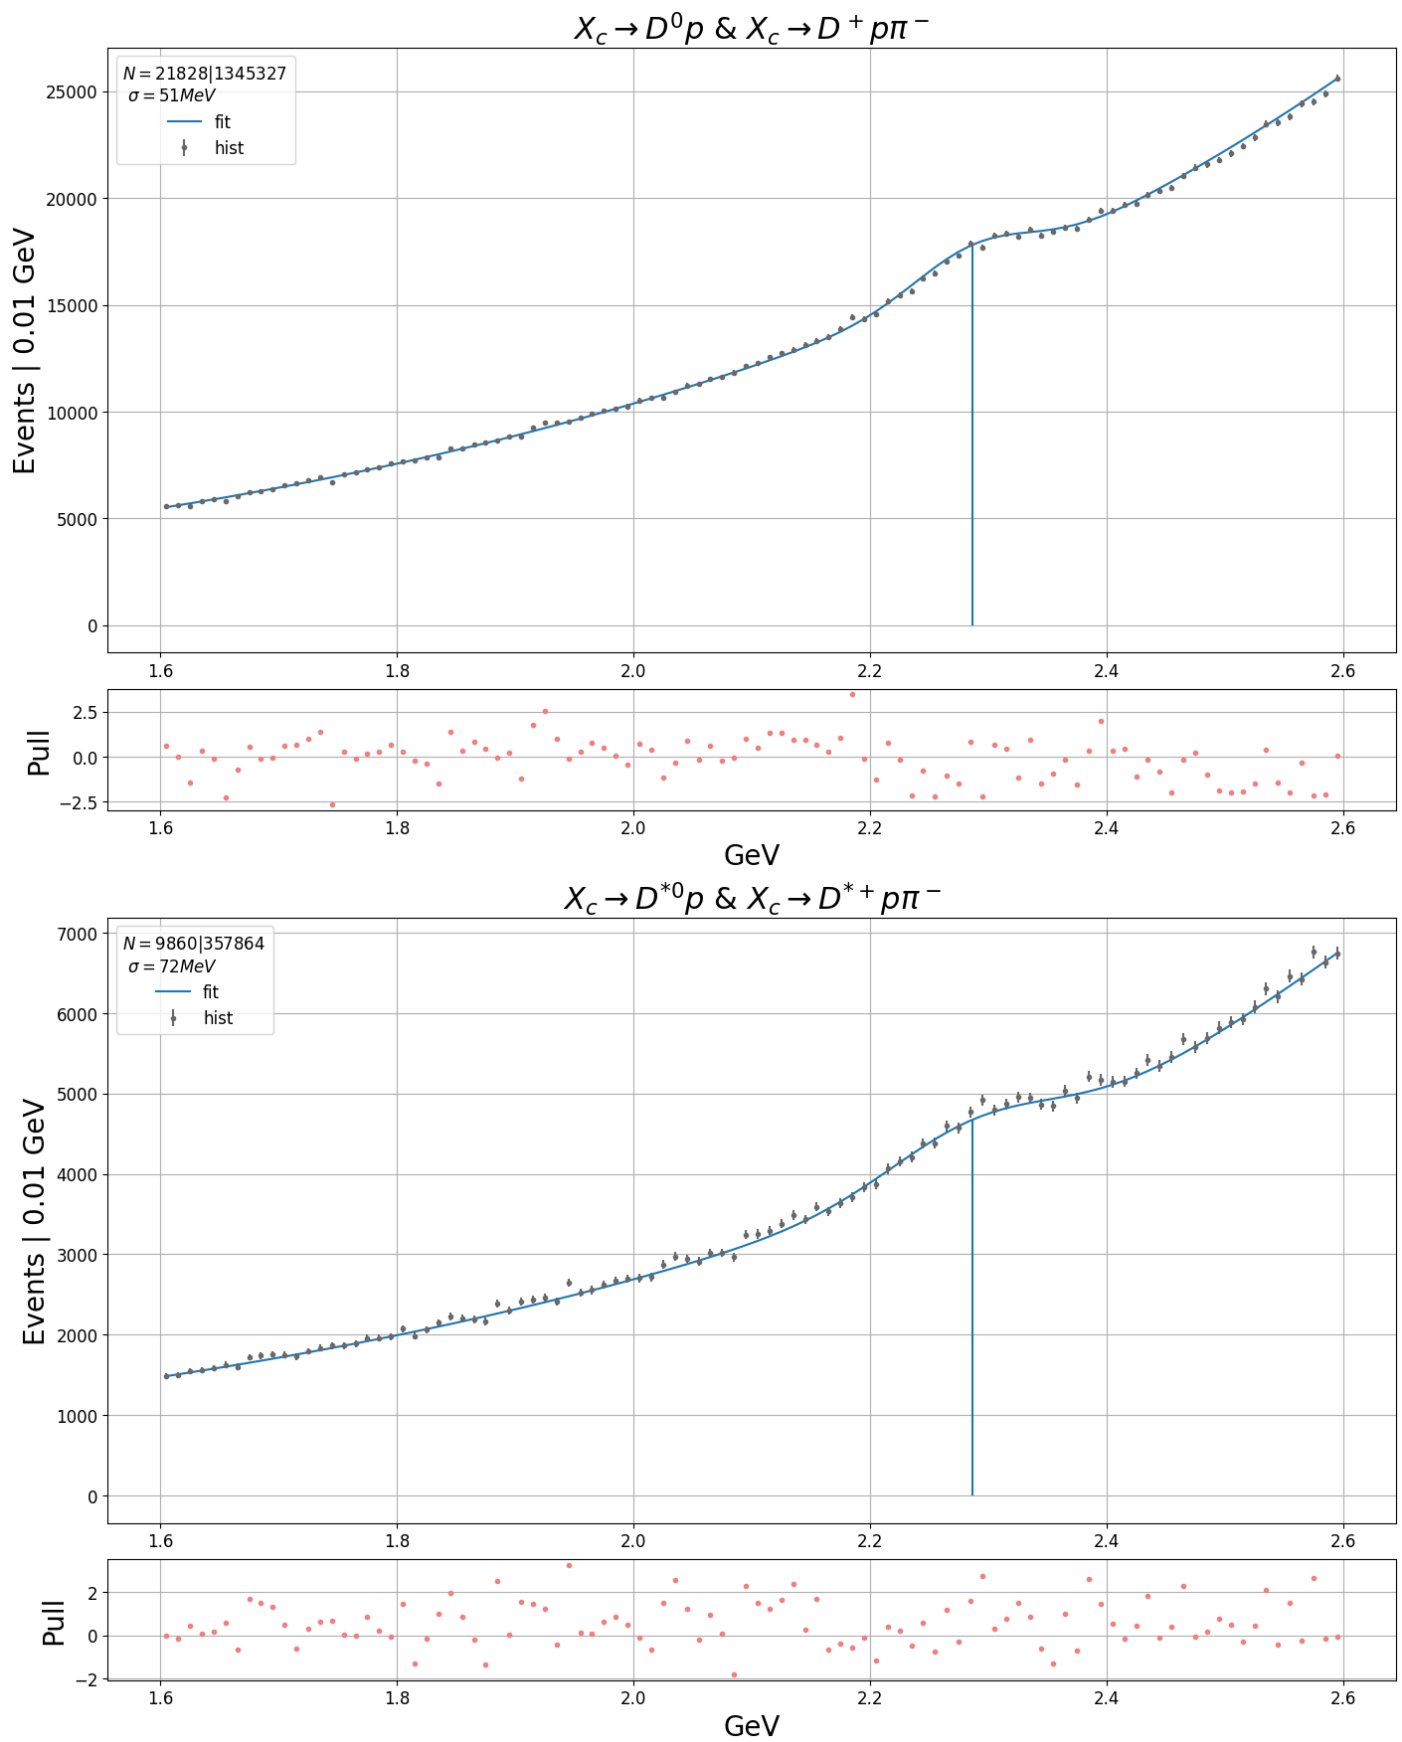 X_c → D^0 p & X_c → D^+ pπ^−
N = 21828|1345327
σ = 51MeV
fit
hist
Events | 0.01 GeV
25000
20000
15000
10000
5000
0
1.6 1.8 2.0 2.2 2.4 2.6
Pull
2.5
0.0
−2.5
1.6 1.8 2.0 2.2 2.4 2.6
GeV
X_c → D^{*0} p & X_c → D^{*+} pπ^−
N = 9860|357864
σ = 72MeV
fit
hist
Events | 0.01 GeV
7000
6000
5000
4000
3000
2000
1000
0
1.6 1.8 2.0 2.2 2.4 2.6
Pull
2
0
−2
1.6 1.8 2.0 2.2 2.4 2.6
GeV